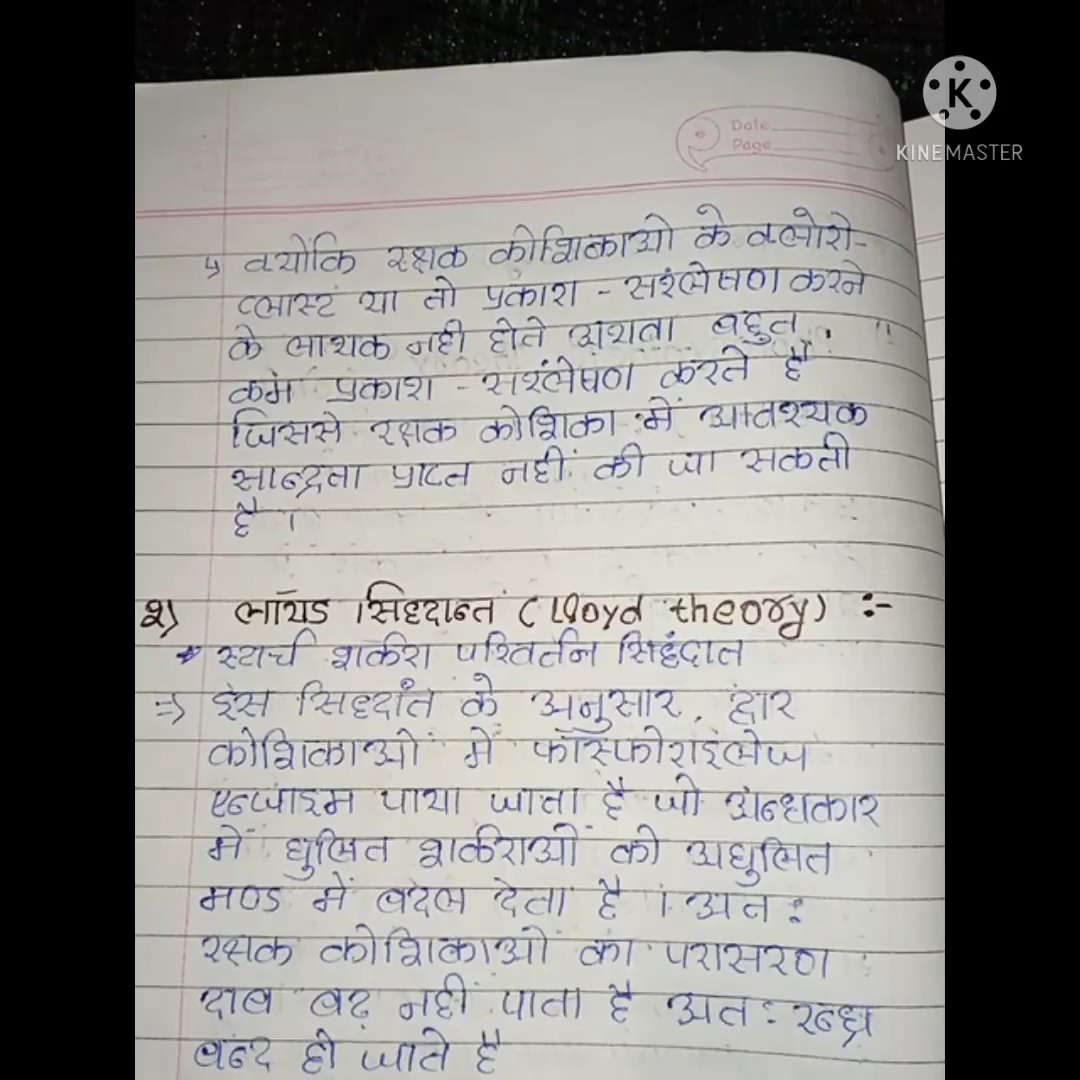 Date
Page
K
KINEMASTER
↳ क्योंकि रक्षक कोशिकाओ के क्लोरो-
प्लास्ट या तो प्रकाश - संश्लेषण करने
के लायक नही होते अथवा बहुत
कम प्रकाश - संश्लेषण करते है
जिससे रक्षक कोशिका में आवश्यक
सान्द्रता प्राप्त नहीं की जा सकती
है ।
2) लॉयड सिद्दान्त (Lloyd theory) :-
* स्टार्च शर्करा परिवर्तन सिद्दांत
=> इस सिद्दांत के अनुसार, द्वार
कोशिकाओं में फॉस्फोराइलेज
एन्जाइम पाया जाता है जो अन्धकार
में घुलित शर्कराओं को अघुलित
मण्ड में बदल देता है । अत:
रक्षक कोशिकाओं का परासरण
दाब बढ़ नहीं पाता है अत: रन्ध्र
बन्द हो जाते है